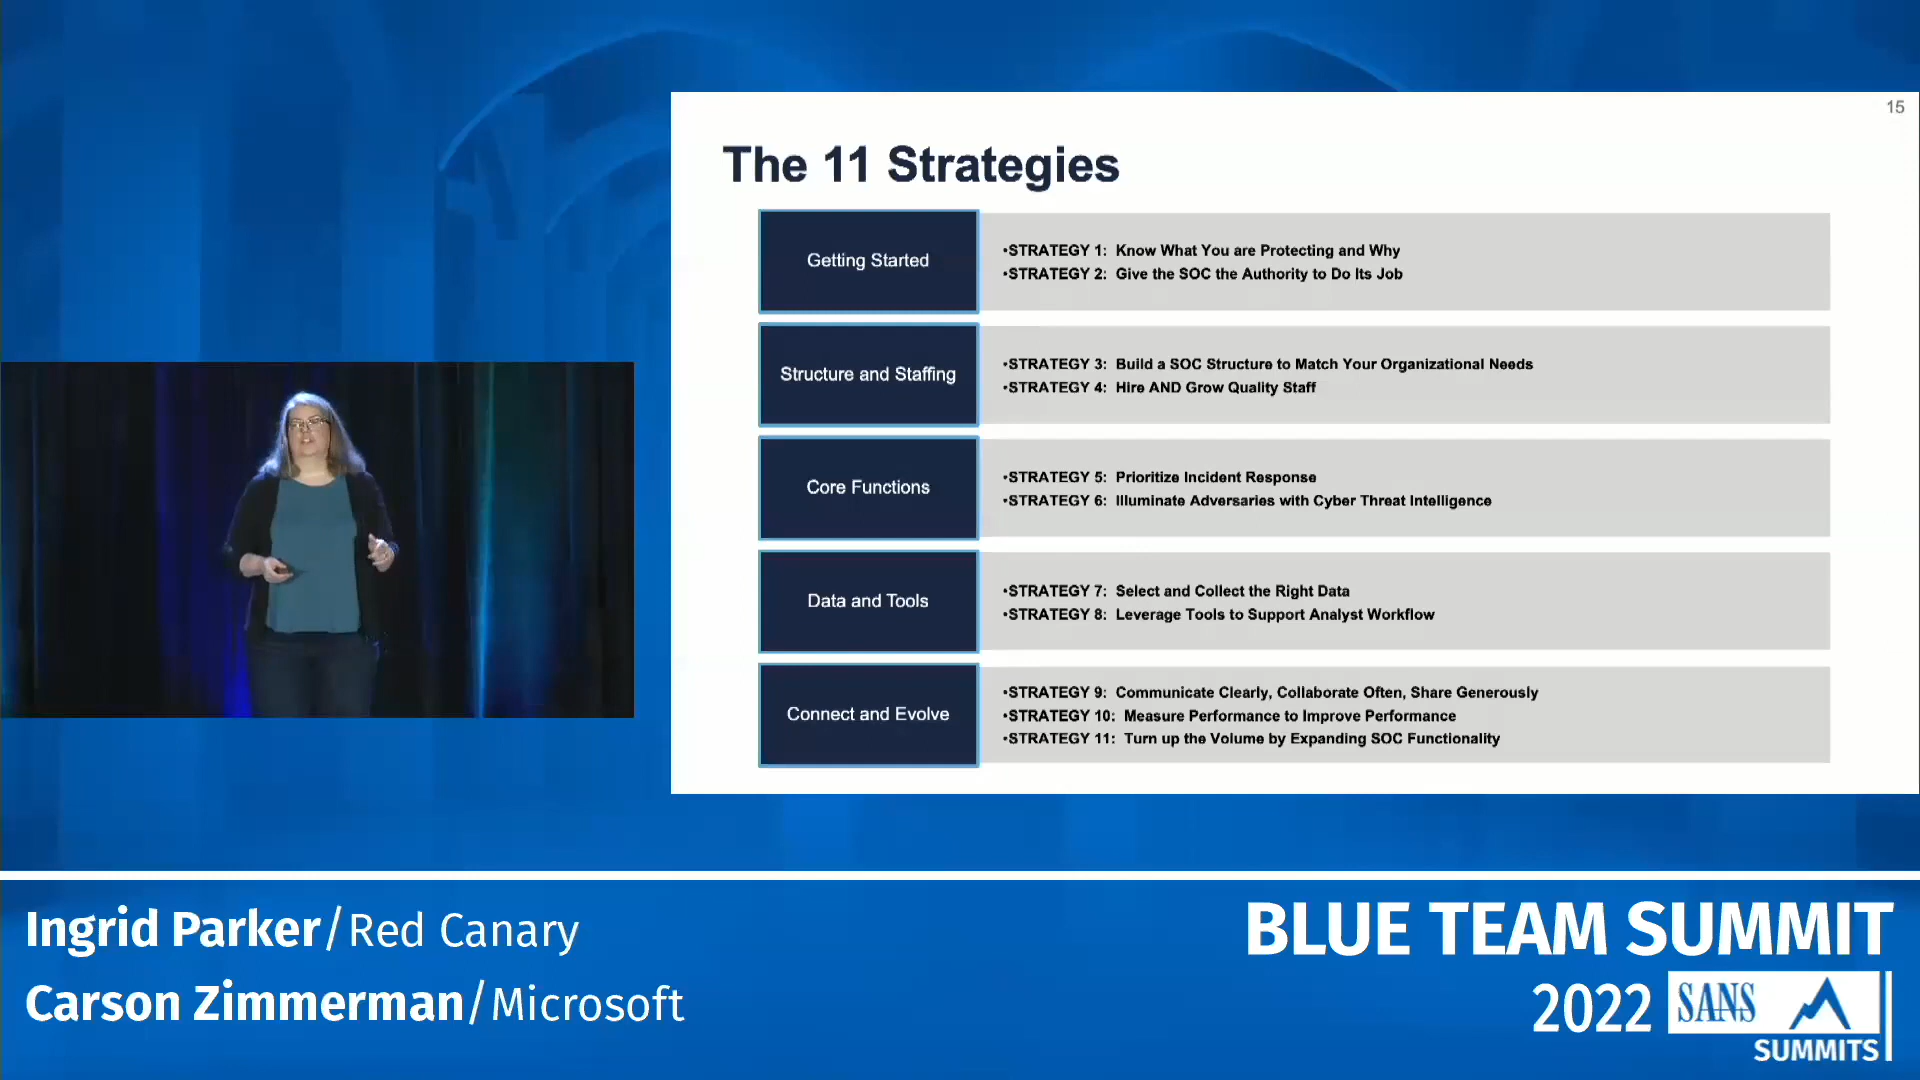 15
The 11 Strategies
Getting Started
•STRATEGY 1: Know What You are Protecting and Why
•STRATEGY 2: Give the SOC the Authority to Do Its Job
Structure and Staffing
•STRATEGY 3: Build a SOC Structure to Match Your Organizational Needs
•STRATEGY 4: Hire AND Grow Quality Staff
Core Functions
•STRATEGY 5: Prioritize Incident Response
•STRATEGY 6: Illuminate Adversaries with Cyber Threat Intelligence
Data and Tools
•STRATEGY 7: Select and Collect the Right Data
•STRATEGY 8: Leverage Tools to Support Analyst Workflow
Connect and Evolve
•STRATEGY 9: Communicate Clearly, Collaborate Often, Share Generously
•STRATEGY 10: Measure Performance to Improve Performance
•STRATEGY 11: Turn up the Volume by Expanding SOC Functionality
Ingrid Parker/Red Canary
Carson Zimmerman/Microsoft
BLUE TEAM SUMMIT
2022 SANS
SUMMITS